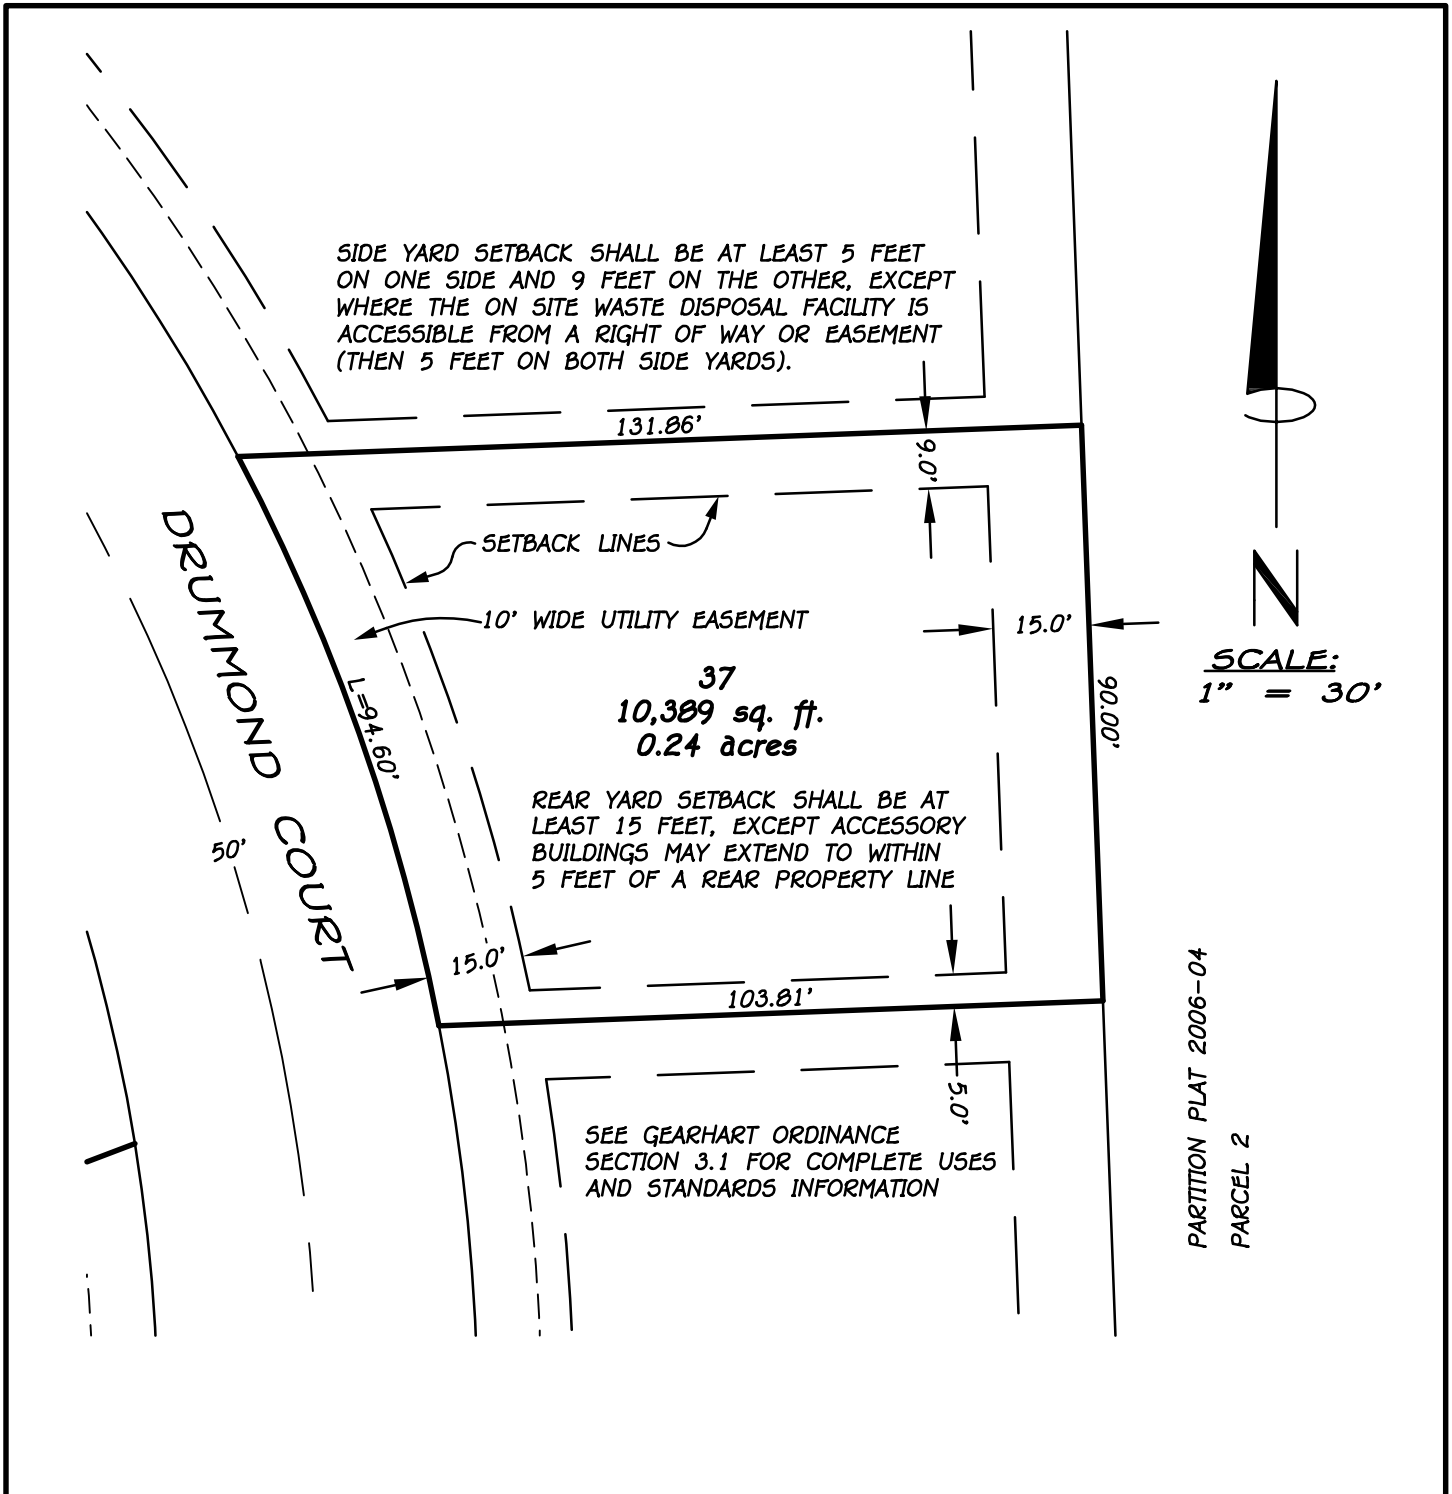 SIDE YARD SETBACK SHALL BE AT LEAST 5 FEET
ON ONE SIDE AND 9 FEET ON THE OTHER, EXCEPT
WHERE THE ON SITE WASTE DISPOSAL FACILITY IS
ACCESSIBLE FROM A RIGHT OF WAY OR EASEMENT
(THEN 5 FEET ON BOTH SIDE YARDS).
131.86'
9.0'
SETBACK LINES
10' WIDE UTILITY EASEMENT
15.0'
N
SCALE:
1" = 30'
37
10,389 sq. ft.
0.24 acres
90.00'
L=94.60'
DRUMMOND COURT
50'
REAR YARD SETBACK SHALL BE AT
LEAST 15 FEET, EXCEPT ACCESSORY
BUILDINGS MAY EXTEND TO WITHIN
5 FEET OF A REAR PROPERTY LINE
15.0'
103.81'
5.0'
SEE GEARHART ORDINANCE
SECTION 3.1 FOR COMPLETE USES
AND STANDARDS INFORMATION
PARTITION PLAT 2006-04
PARCEL 2